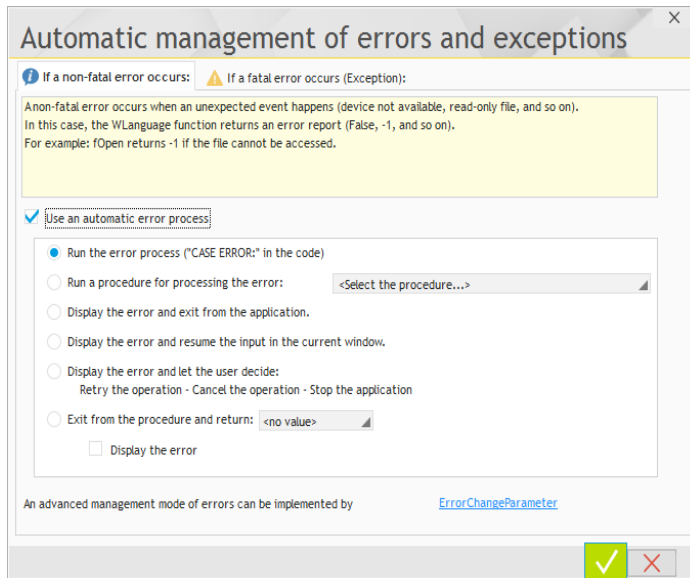 Automatic management of errors and exceptions
If a non-fatal error occurs:
If a fatal error occurs (Exception):
Anon-fatal error occurs when an unexpected event happens (device not available, read-only file, and so on).
In this case, the WLanguage function returns an error report (False, -1, and so on).
For example: fOpen returns -1 if the file cannot be accessed.
Use an automatic error process
Run the error process ("CASE ERROR:" in the code)
Run a procedure for processing the error: <Select the procedure...>
Display the error and exit from the application.
Display the error and resume the input in the current window.
Display the error and let the user decide:
Retry the operation - Cancel the operation - Stop the application
Exit from the procedure and return: <no value>
Display the error
An advanced management mode of errors can be implemented by ErrorChangeParameter